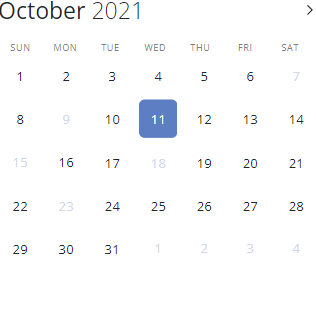 October 2021
SUN MON TUE WED THU FRI SAT
1 2 3 4 5 6 7
8 9 10 11 12 13 14
15 16 17 18 19 20 21
22 23 24 25 26 27 28
29 30 31 1 2 3 4